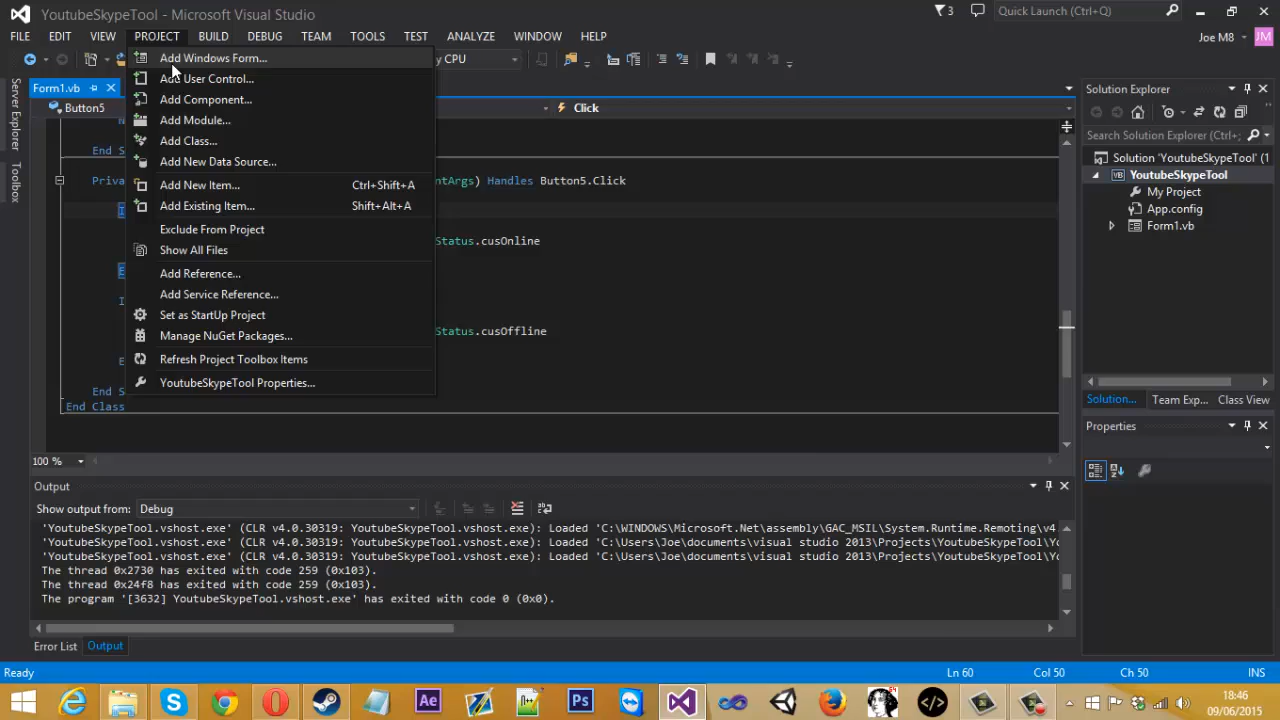 YoutubeSkypeTool - Microsoft Visual Studio
3
Quick Launch (Ctrl+Q)
FILE EDIT VIEW PROJECT BUILD DEBUG TEAM TOOLS TEST ANALYZE WINDOW HELP
Joe M8
JM
Add Windows Form...
CPU
Add User Control...
Add Component...
Add Module...
Add Class...
Add New Data Source...
Add New Item... Ctrl+Shift+A
Add Existing Item... Shift+Alt+A
Exclude From Project
Show All Files
Add Reference...
Add Service Reference...
Set as StartUp Project
Manage NuGet Packages...
Refresh Project Toolbox Items
YoutubeSkypeTool Properties...
Server Explorer
Toolbox
Form1.vb
Button5
Click
End S
Priva
ntArgs) Handles Button5.Click
Status.cusOnline
Status.cusOffline
End S
End Class
100 %
Output
Show output from: Debug
'YoutubeSkypeTool.vshost.exe' (CLR v4.0.30319: YoutubeSkypeTool.vshost.exe): Loaded 'C:\WINDOWS\Microsoft.Net\assembly\GAC_MSIL\System.Runtime.Remoting\v4
'YoutubeSkypeTool.vshost.exe' (CLR v4.0.30319: YoutubeSkypeTool.vshost.exe): Loaded 'C:\Users\Joe\documents\visual studio 2013\Projects\YoutubeSkypeTool\Yo
'YoutubeSkypeTool.vshost.exe' (CLR v4.0.30319: YoutubeSkypeTool.vshost.exe): Loaded 'C:\Users\Joe\documents\visual studio 2013\Projects\YoutubeSkypeTool\Yo
The thread 0x2730 has exited with code 259 (0x103).
The thread 0x24f8 has exited with code 259 (0x103).
The program '[3632] YoutubeSkypeTool.vshost.exe' has exited with code 0 (0x0).
Error List Output
Solution Explorer
Search Solution Explorer (Ctrl+;
Solution 'YoutubeSkypeTool' (1
VB YoutubeSkypeTool
My Project
App.config
Form1.vb
Solution... Team Exp... Class View
Properties
Ready
Ln 60 Col 50 Ch 50 INS
Ae
Ps
18:46
09/06/2015